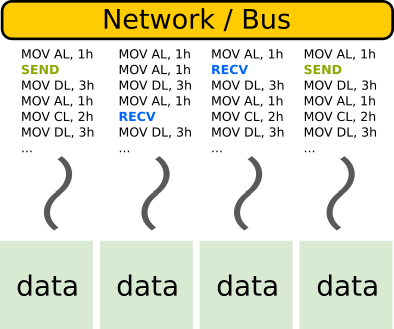 Network / Bus
MOV AL, 1h
SEND
MOV DL, 3h
MOV AL, 1h
MOV CL, 2h
MOV DL, 3h
...
MOV AL, 1h
MOV AL, 1h
MOV DL, 3h
MOV AL, 1h
RECV
MOV DL, 3h
...
MOV AL, 1h
RECV
MOV DL, 3h
MOV AL, 1h
MOV CL, 2h
MOV DL, 3h
...
MOV AL, 1h
SEND
MOV DL, 3h
MOV AL, 1h
MOV CL, 2h
MOV DL, 3h
...
data
data
data
data